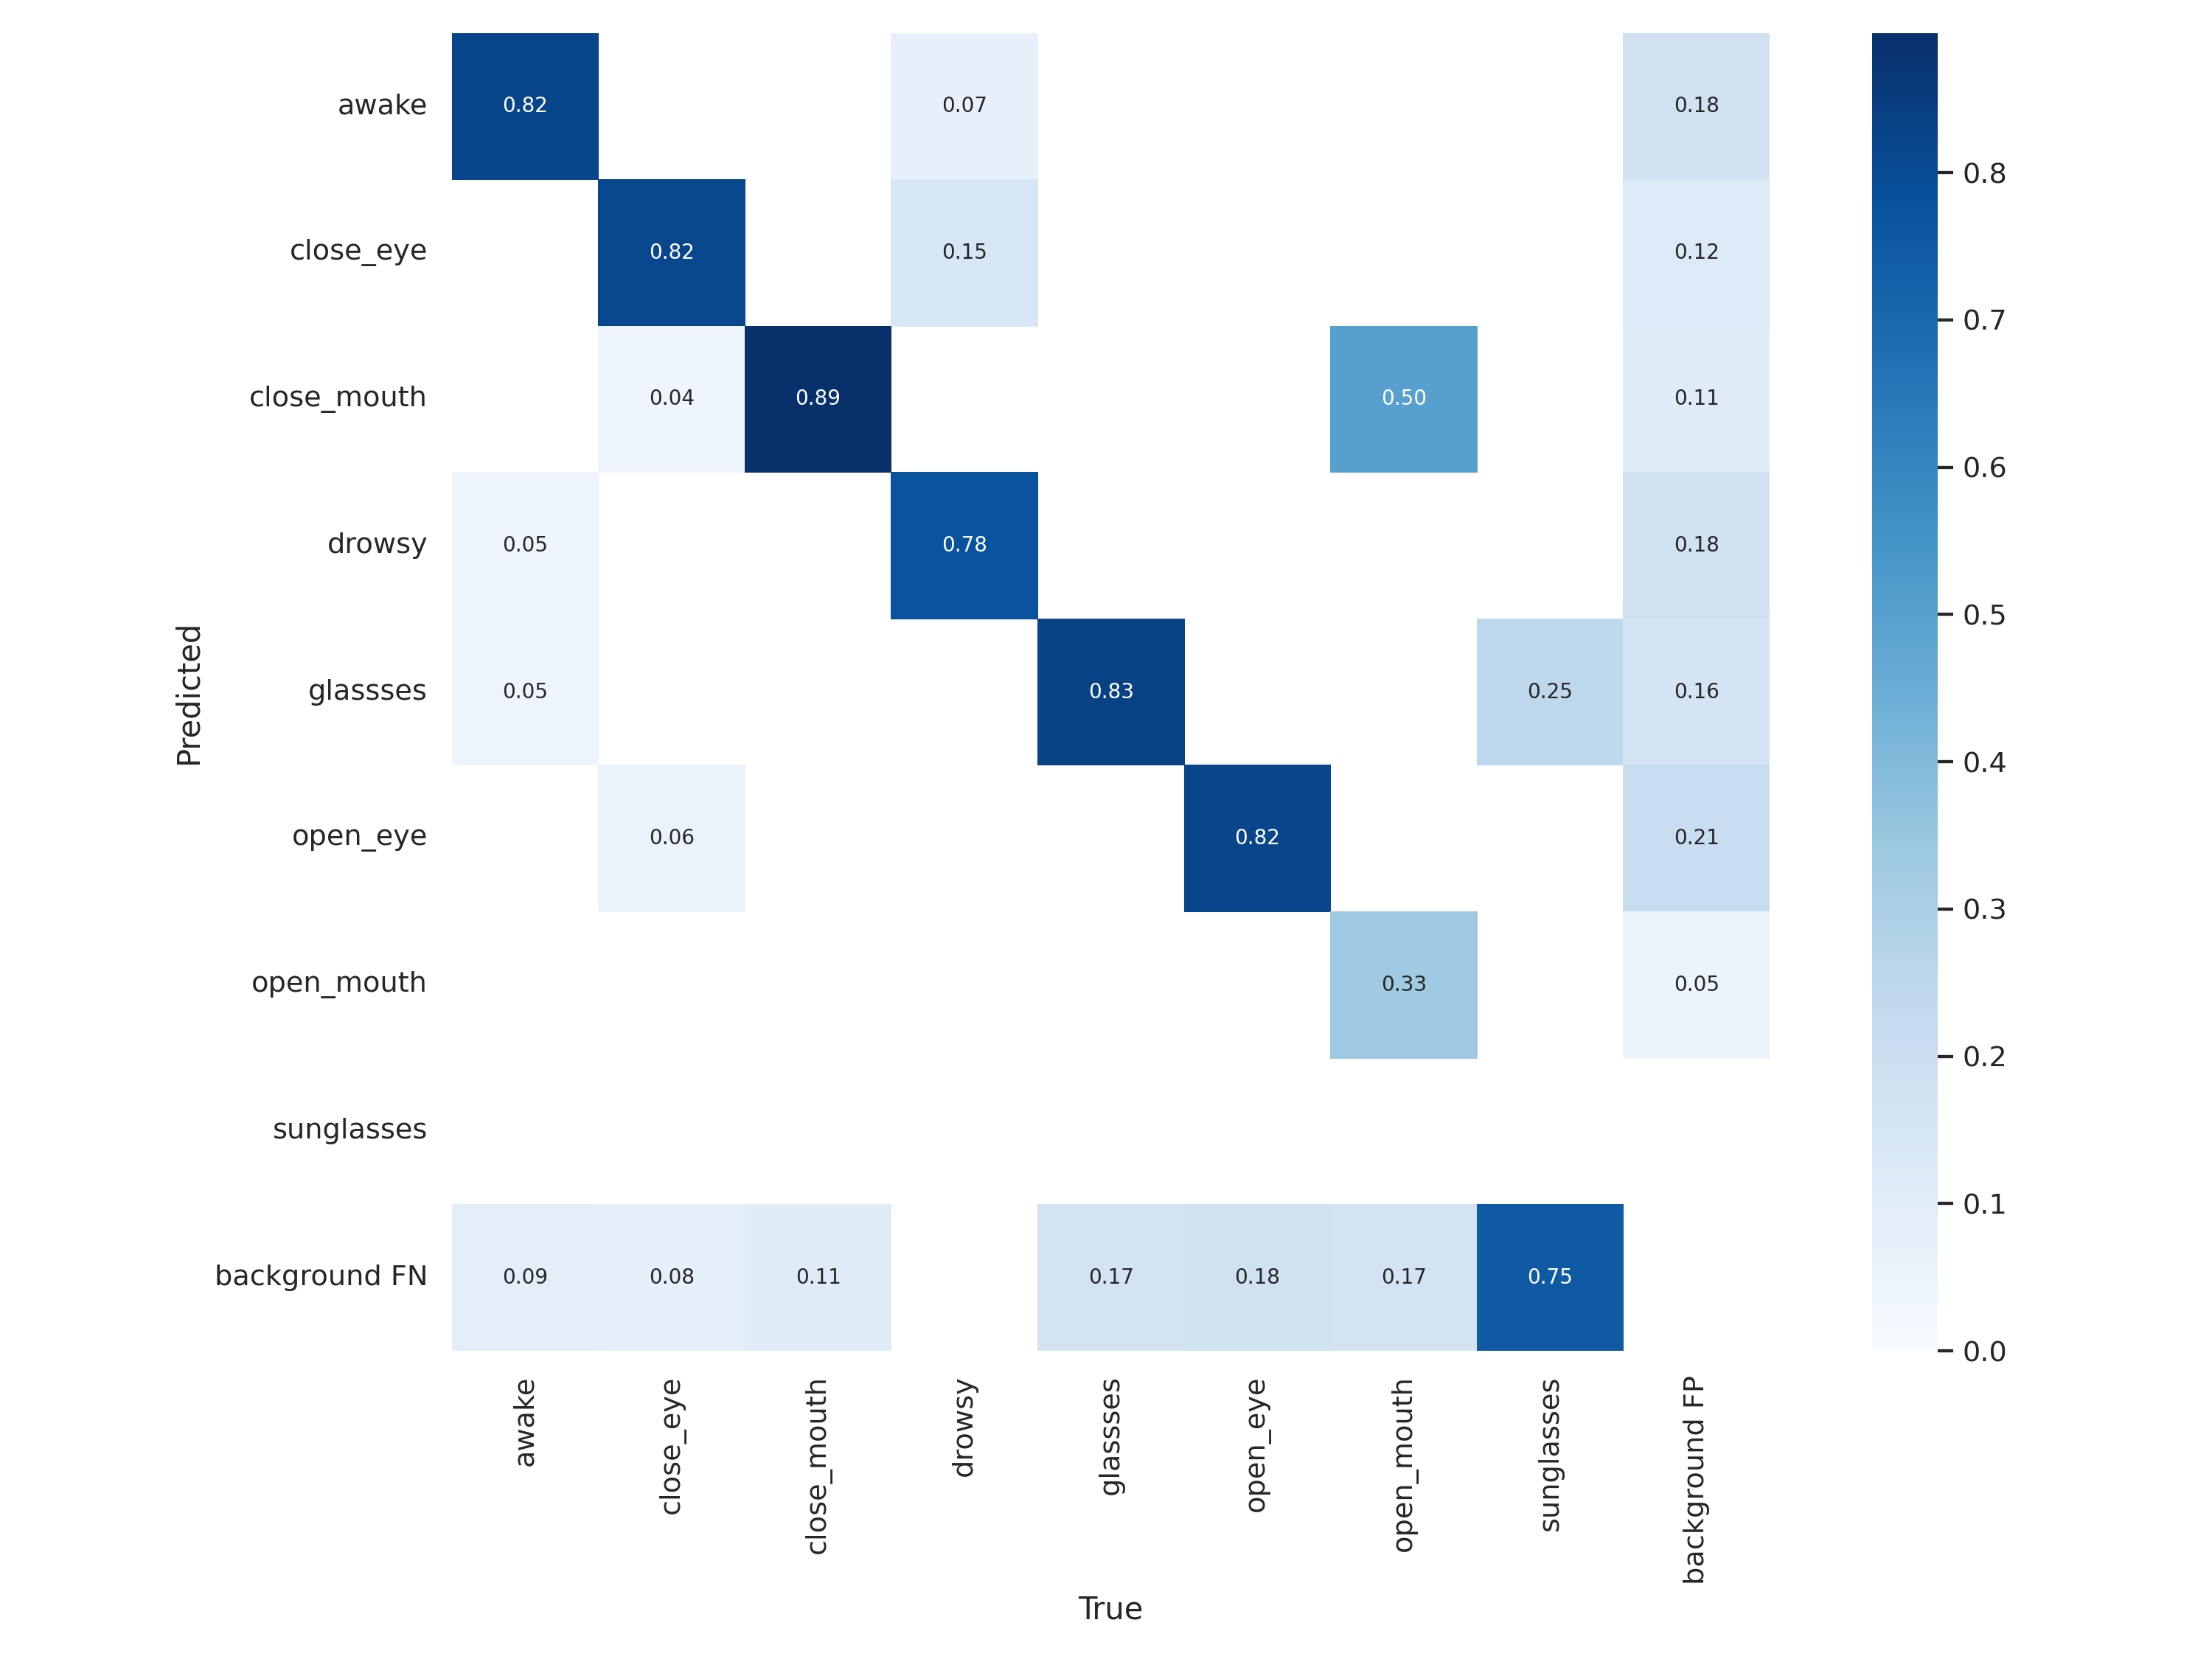 awake 0.82 0.07 0.18
0.8
close_eye 0.82 0.15 0.12
0.7
close_mouth 0.04 0.89 0.50 0.11
0.6
drowsy 0.05 0.78 0.18
0.5
Predicted
glassses 0.05 0.83 0.25 0.16
0.4
open_eye 0.06 0.82 0.21
0.3
open_mouth 0.33 0.05
0.2
sunglasses
0.1
background FN 0.09 0.08 0.11 0.17 0.18 0.17 0.75
0.0
awake
close_eye
close_mouth
drowsy
glassses
open_eye
open_mouth
sunglasses
background FP
True